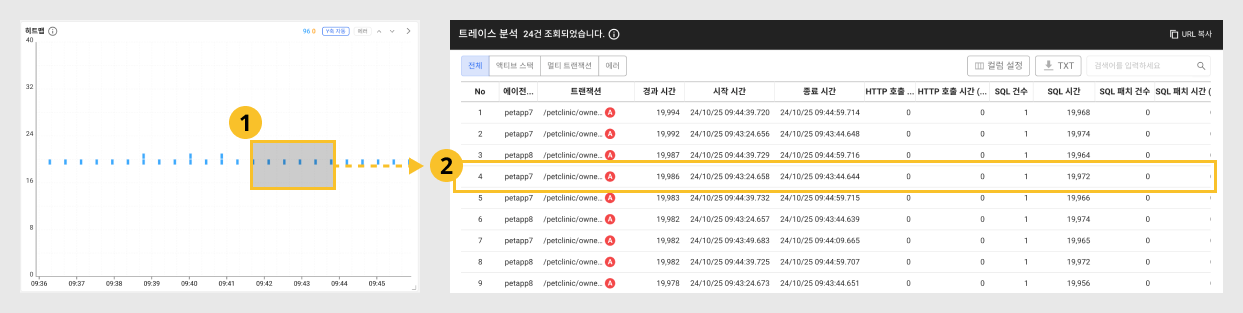 히트맵
96 0 Y축 자동 에러
40
32
24
16
8
0
09:36 09:37 09:38 09:39 09:40 09:41 09:42 09:43 09:44 09:45
1
2
트레이스 분석 24건 조회되었습니다.
URL 복사
전체 액티브 스택 멀티 트랜잭션 에러
컬럼 설정 TXT 검색어를 입력하세요
No 에이전... 트랜잭션 경과 시간 시작 시간 종료 시간 HTTP 호출 ... HTTP 호출 시간 (... SQL 건수 SQL 시간 SQL 패치 건수 SQL 패치 시간 (
1 petapp7 /petclinic/owne... A 19,994 24/10/25 09:44:39.720 24/10/25 09:44:59.714 0 0 1 19,968 0
2 petapp7 /petclinic/owne... A 19,992 24/10/25 09:43:24.656 24/10/25 09:43:44.648 0 0 1 19,974 0
3 petapp8 /petclinic/owne... A 19,987 24/10/25 09:44:39.729 24/10/25 09:44:59.716 0 0 1 19,964 0
4 petapp7 /petclinic/owne... A 19,986 24/10/25 09:43:24.658 24/10/25 09:43:44.644 0 0 1 19,972 0
5 petapp7 /petclinic/owne... A 19,983 24/10/25 09:44:39.732 24/10/25 09:44:59.715 0 0 1 19,966 0
6 petapp8 /petclinic/owne... A 19,982 24/10/25 09:43:24.657 24/10/25 09:43:44.639 0 0 1 19,974 0
7 petapp7 /petclinic/owne... A 19,982 24/10/25 09:43:49.683 24/10/25 09:44:09.665 0 0 1 19,965 0
8 petapp8 /petclinic/owne... A 19,982 24/10/25 09:44:39.725 24/10/25 09:44:59.707 0 0 1 19,972 0
9 petapp8 /petclinic/owne... A 19,978 24/10/25 09:43:24.673 24/10/25 09:44:44.651 0 0 1 19,956 0